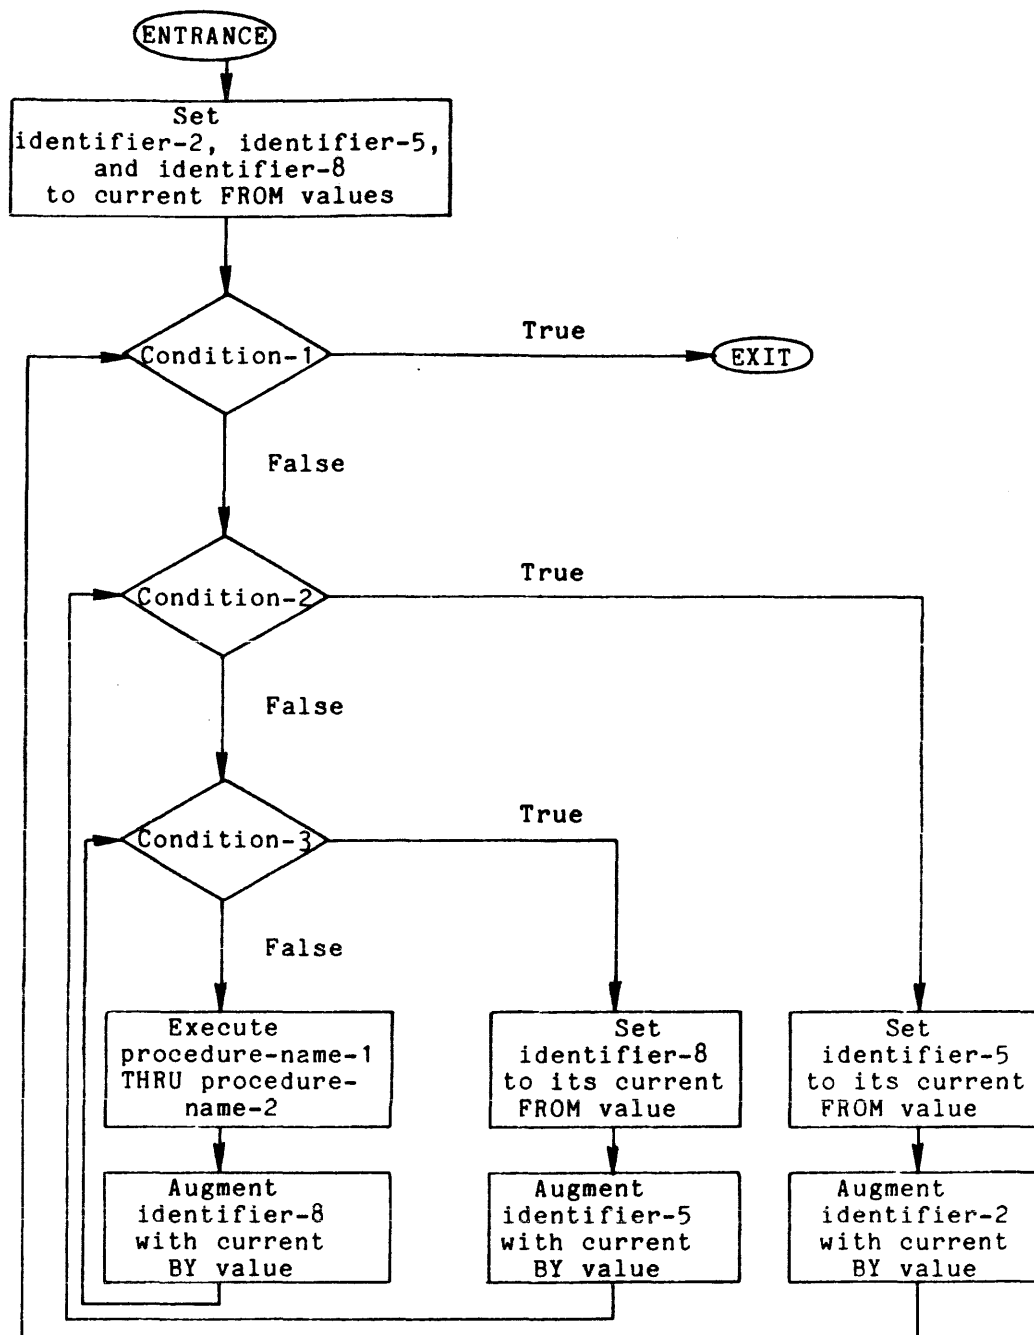 ENTRANCE
Set
identifier-2, identifier-5,
and identifier-8
to current FROM values
Condition-1
True
EXIT
False
Condition-2
True
False
Condition-3
True
False
Execute
procedure-name-1
THRU procedure-
name-2
Set
identifier-8
to its current
FROM value
Set
identifier-5
to its current
FROM value
Augment
identifier-8
with current
BY value
Augment
identifier-5
with current
BY value
Augment
identifier-2
with current
BY value